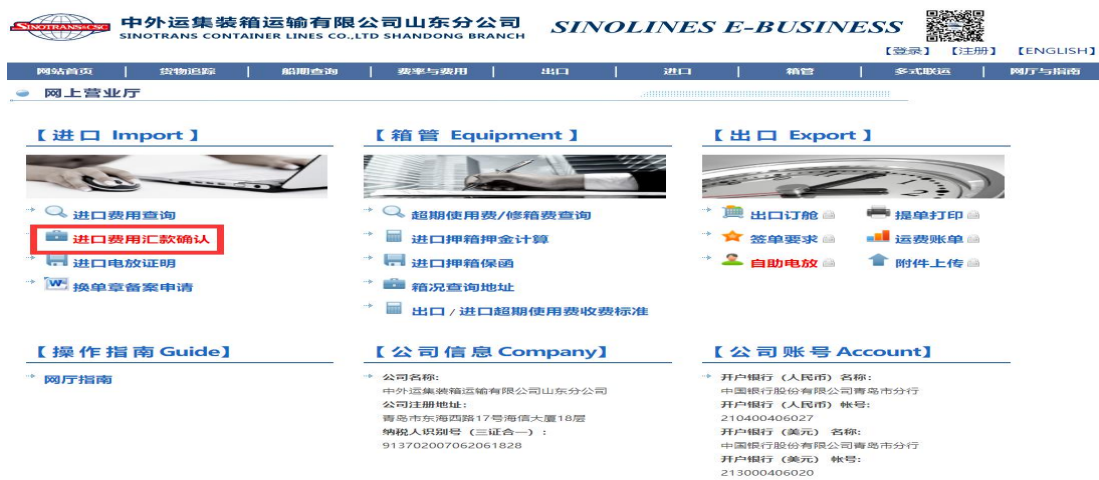 SINOTRANS&CSC
中外运集装箱运输有限公司山东分公司
SINOTRANS CONTAINER LINES CO.,LTD SHANDONG BRANCH
SINOLINES E-BUSINESS
【登录】 【注册】 【ENGLISH】
网站首页 | 货物追踪 | 船期查询 | 费率与费用 | 出口 | 进口 | 箱管 | 多式联运 | 网厅与指南
网上营业厅
【 进口 Import 】
进口费用查询
进口费用汇款确认
进口电放证明
换单章备案申请
【 箱管 Equipment 】
超期使用费/修箱费查询
进口押箱押金计算
进口押箱保函
箱况查询地址
出口 / 进口超期使用费收费标准
【 出口 Export 】
出口订舱 提单打印
签单要求 运费账单
自助电放 附件上传
【 操作指南 Guide】
网厅指南
【 公司信息 Company】
公司名称:
中外运集装箱运输有限公司山东分公司
公司注册地址:
青岛市东海西路17号海信大厦18层
纳税人识别号（三证合一）:
913702007062061828
【 公司账号 Account】
开户银行（人民币）名称:
中国银行股份有限公司青岛市分行
开户银行（人民币）帐号:
210400406027
开户银行（美元） 名称:
中国银行股份有限公司青岛市分行
开户银行（美元） 帐号:
213000406020